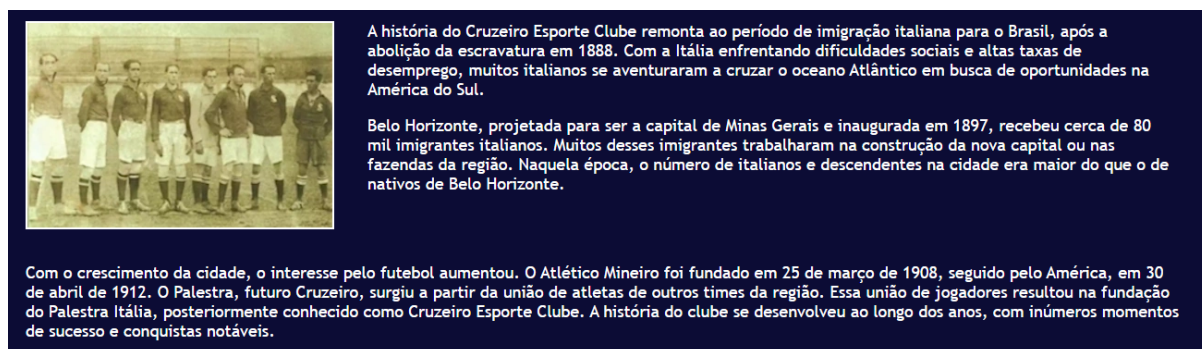 A história do Cruzeiro Esporte Clube remonta ao período de imigração italiana para o Brasil, após a
abolição da escravatura em 1888. Com a Itália enfrentando dificuldades sociais e altas taxas de
desemprego, muitos italianos se aventuraram a cruzar o oceano Atlântico em busca de oportunidades na
América do Sul.
Belo Horizonte, projetada para ser a capital de Minas Gerais e inaugurada em 1897, recebeu cerca de 80
mil imigrantes italianos. Muitos desses imigrantes trabalharam na construção da nova capital ou nas
fazendas da região. Naquela época, o número de italianos e descendentes na cidade era maior do que o de
nativos de Belo Horizonte.
Com o crescimento da cidade, o interesse pelo futebol aumentou. O Atlético Mineiro foi fundado em 25 de março de 1908, seguido pelo América, em 30
de abril de 1912. O Palestra, futuro Cruzeiro, surgiu a partir da união de atletas de outros times da região. Essa união de jogadores resultou na fundação
do Palestra Itália, posteriormente conhecido como Cruzeiro Esporte Clube. A história do clube se desenvolveu ao longo dos anos, com inúmeros momentos
de sucesso e conquistas notáveis.